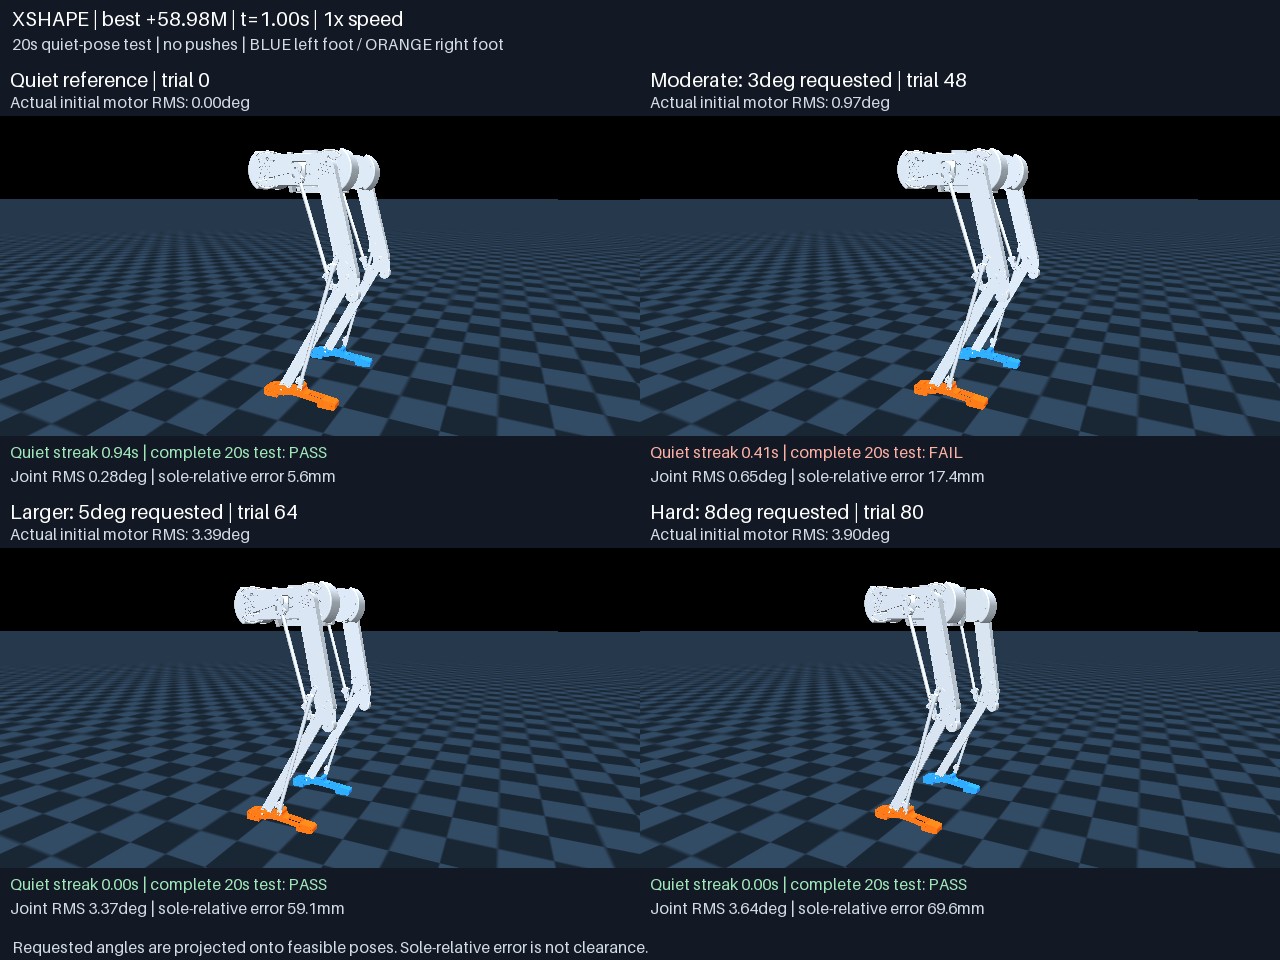 XSHAPE | best +58.98M | t=1.00s | 1x speed
20s quiet-pose test | no pushes | BLUE left foot / ORANGE right foot
Quiet reference | trial 0
Actual initial motor RMS: 0.00deg
Moderate: 3deg requested | trial 48
Actual initial motor RMS: 0.97deg
Quiet streak 0.94s | complete 20s test: PASS
Joint RMS 0.28deg | sole-relative error 5.6mm
Quiet streak 0.41s | complete 20s test: FAIL
Joint RMS 0.65deg | sole-relative error 17.4mm
Larger: 5deg requested | trial 64
Actual initial motor RMS: 3.39deg
Hard: 8deg requested | trial 80
Actual initial motor RMS: 3.90deg
Quiet streak 0.00s | complete 20s test: PASS
Joint RMS 3.37deg | sole-relative error 59.1mm
Quiet streak 0.00s | complete 20s test: PASS
Joint RMS 3.64deg | sole-relative error 69.6mm
Requested angles are projected onto feasible poses. Sole-relative error is not clearance.